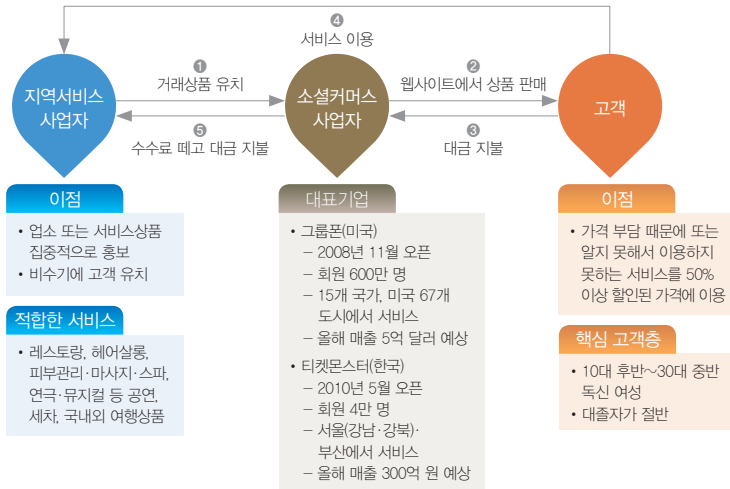 ❹
서비스 이용
지역서비스
사업자
❶
거래상품 유치
❺
수수료 떼고 대금 지불
소셜커머스
사업자
❷
웹사이트에서 상품 판매
❸
대금 지불
고객
이점
• 업소 또는 서비스상품
집중적으로 홍보
• 비수기에 고객 유치
적합한 서비스
• 레스토랑, 헤어살롱,
피부관리·마사지·스파,
연극·뮤지컬 등 공연,
세차, 국내외 여행상품
대표기업
• 그룹폰(미국)
– 2008년 11월 오픈
– 회원 600만 명
– 15개 국가, 미국 67개
도시에서 서비스
– 올해 매출 5억 달러 예상
• 티켓몬스터(한국)
– 2010년 5월 오픈
– 회원 4만 명
– 서울(강남·강북)·
부산에서 서비스
– 올해 매출 300억 원 예상
이점
• 가격 부담 때문에 또는
알지 못해서 이용하지
못하는 서비스를 50%
이상 할인된 가격에 이용
핵심 고객층
• 10대 후반~30대 중반
독신 여성
• 대졸자가 절반